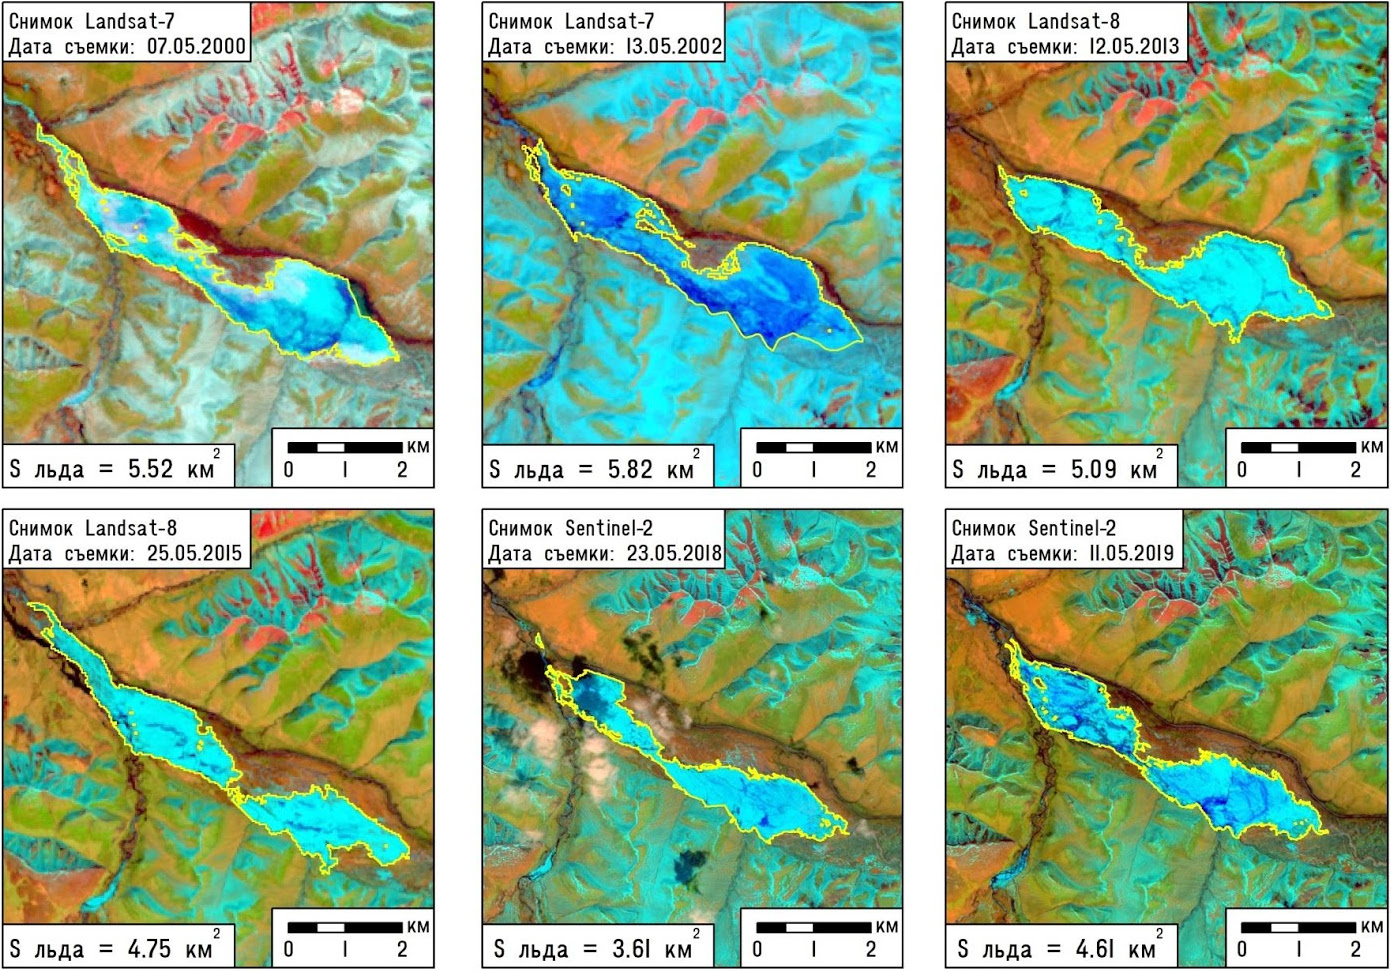 Снимок Landsat-7
Дата съемки: 07.05.2000
S льда = 5.52 км²
км
0 1 2
Снимок Landsat-7
Дата съемки: 13.05.2002
S льда = 5.82 км²
км
0 1 2
Снимок Landsat-8
Дата съемки: 12.05.2013
S льда = 5.09 км²
км
0 1 2
Снимок Landsat-8
Дата съемки: 25.05.2015
S льда = 4.75 км²
км
0 1 2
Снимок Sentinel-2
Дата съемки: 23.05.2018
S льда = 3.61 км²
км
0 1 2
Снимок Sentinel-2
Дата съемки: 11.05.2019
S льда = 4.61 км²
км
0 1 2